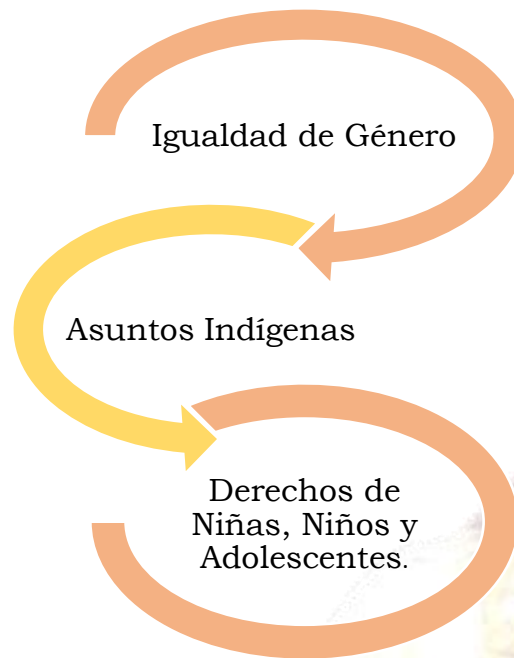 Igualdad de Género
Asuntos Indígenas
Derechos de
Niñas, Niños y
Adolescentes.